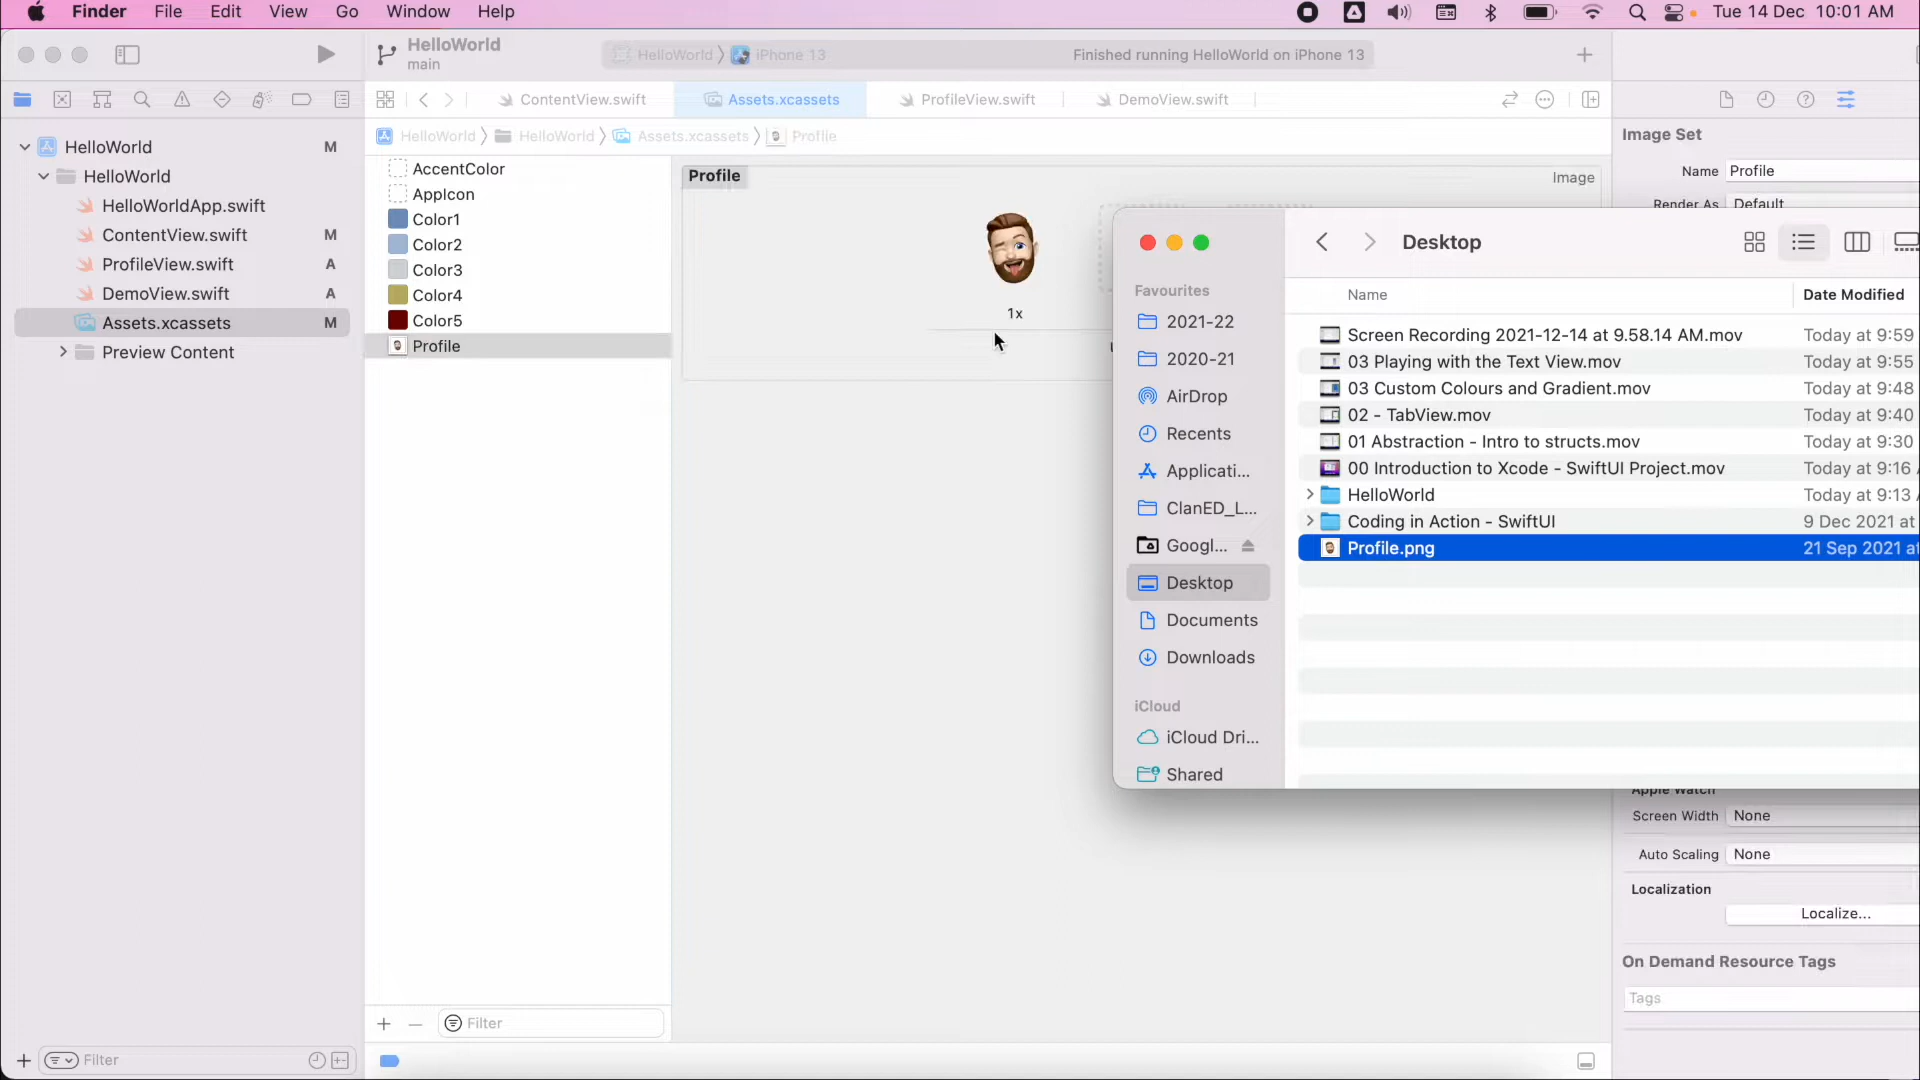 Finder File Edit View Go Window Help Tue 14 Dec 10:01 AM
HelloWorld
main
HelloWorld iPhone 13 Finished running HelloWorld on iPhone 13
ContentView.swift Assets.xcassets ProfileView.swift DemoView.swift
HelloWorld HelloWorld Assets.xcassets Profile
HelloWorld M
HelloWorld
HelloWorldApp.swift
ContentView.swift M
ProfileView.swift A
DemoView.swift A
Assets.xcassets M
Preview Content
Filter
AccentColor
AppIcon
Color1
Color2
Color3
Color4
Color5
Profile
Filter
Profile
Image
1x
Image Set
Name Profile
Render As Default
Desktop
Favourites
2021-22
2020-21
AirDrop
Recents
Applicati...
ClanED_L...
Googl...
Desktop
Documents
Downloads
iCloud
iCloud Dri...
Shared
Name Date Modified
Screen Recording 2021-12-14 at 9.58.14 AM.mov Today at 9:59
03 Playing with the Text View.mov Today at 9:55
03 Custom Colours and Gradient.mov Today at 9:48
02 - TabView.mov Today at 9:40
01 Abstraction - Intro to structs.mov Today at 9:30
00 Introduction to Xcode - SwiftUI Project.mov Today at 9:16
HelloWorld Today at 9:13
Coding in Action - SwiftUI 9 Dec 2021 at
Profile.png 21 Sep 2021 at
Apple Watch
Screen Width None
Auto Scaling None
Localization
Localize...
On Demand Resource Tags
Tags